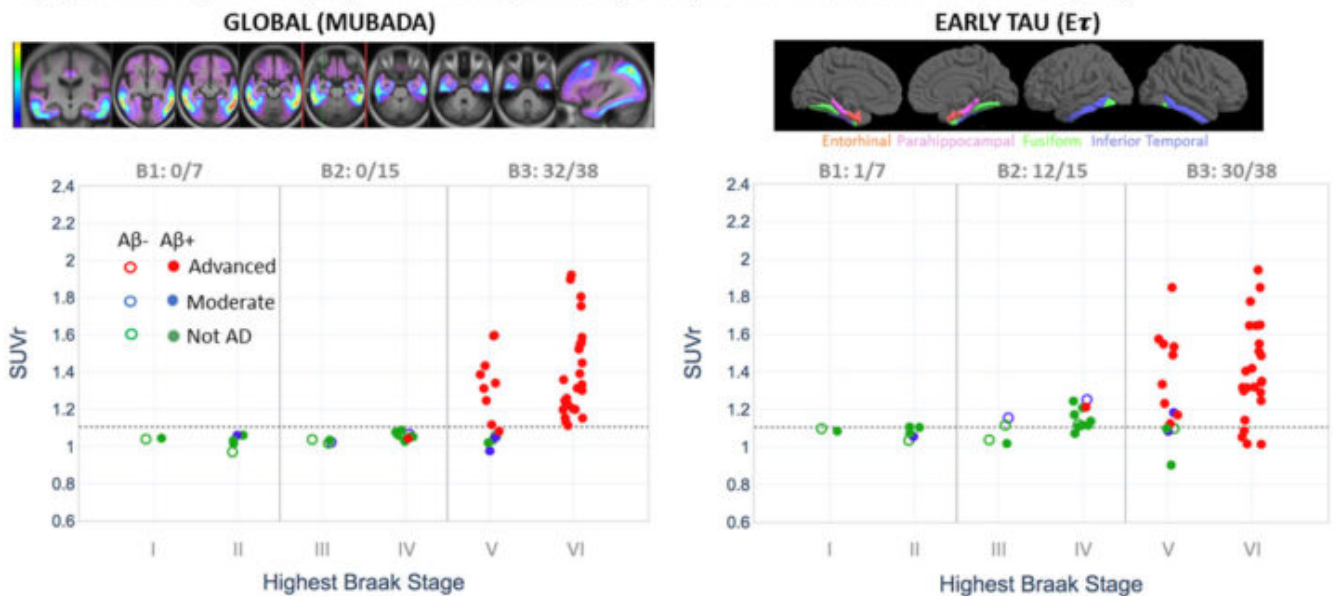 GLOBAL (MUBADA)
B1: 0/7 B2: 0/15 B3: 32/38
2.4
2.2
2
1.8
1.6
1.4
1.2
1
0.8
0.6
SUVr
Aβ- Aβ+
Advanced
Moderate
Not AD
I II III IV V VI
Highest Braak Stage
EARLY TAU (Eτ)
Entorhinal Parahippocampal Fusiform Inferior Temporal
B1: 1/7 B2: 12/15 B3: 30/38
2.4
2.2
2
1.8
1.6
1.4
1.2
1
0.8
0.6
SUVr
I II III IV V VI
Highest Braak Stage